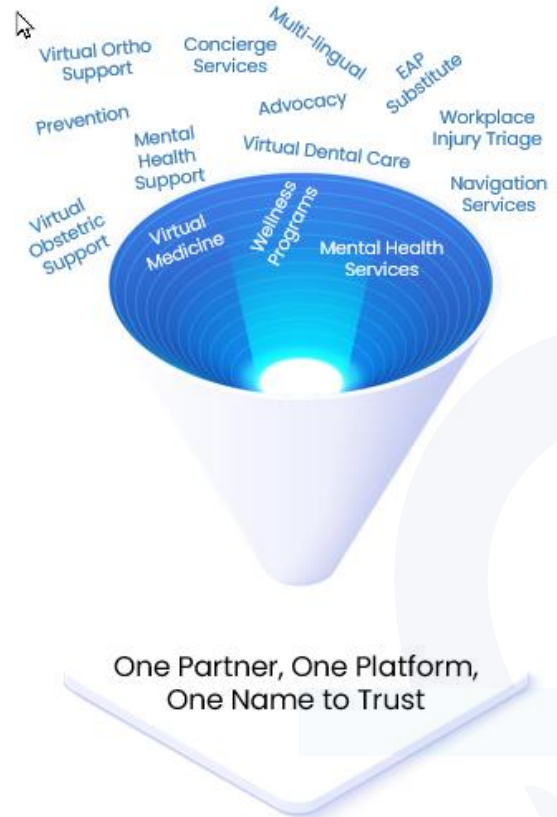 Multi-lingual
Virtual Ortho
Support
Concierge
Services
EAP
Substitute
Prevention
Advocacy
Workplace
Injury Triage
Mental
Health
Support
Virtual Dental Care
Navigation
Services
Virtual
Obstetric
Support
Virtual
Medicine
Wellness
Programs
Mental Health
Services
One Partner, One Platform,
One Name to Trust